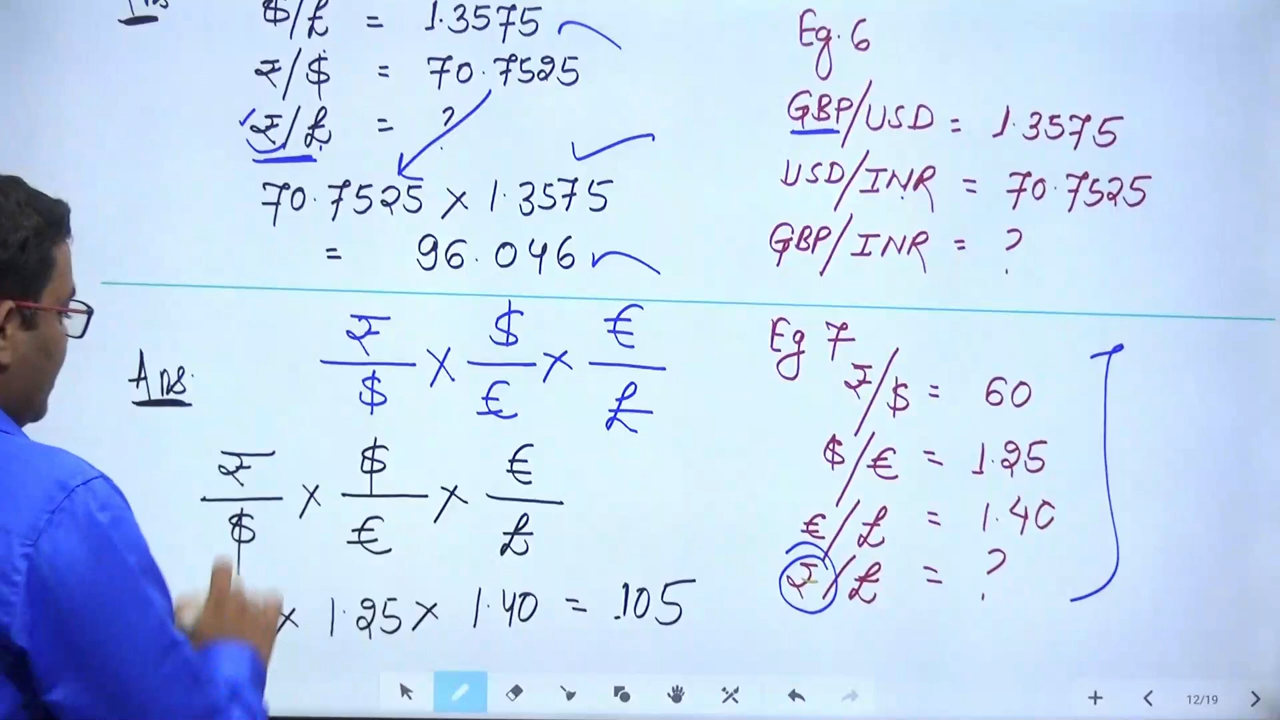 Ans
$/£ = 1.3575
₹/$ = 70.7525
₹/£ = ?
70.7525 × 1.3575
= 96.046
Eg. 6
GBP/USD = 1.3575
USD/INR = 70.7525
GBP/INR = ?
Ans.
₹/$ × $/€ × €/£
₹/$ × $/€ × €/£
× 1.25 × 1.40 = 105
Eg 7
₹/$ = 60
$/€ = 1.25
€/£ = 1.40
₹/£ = ?
12/19